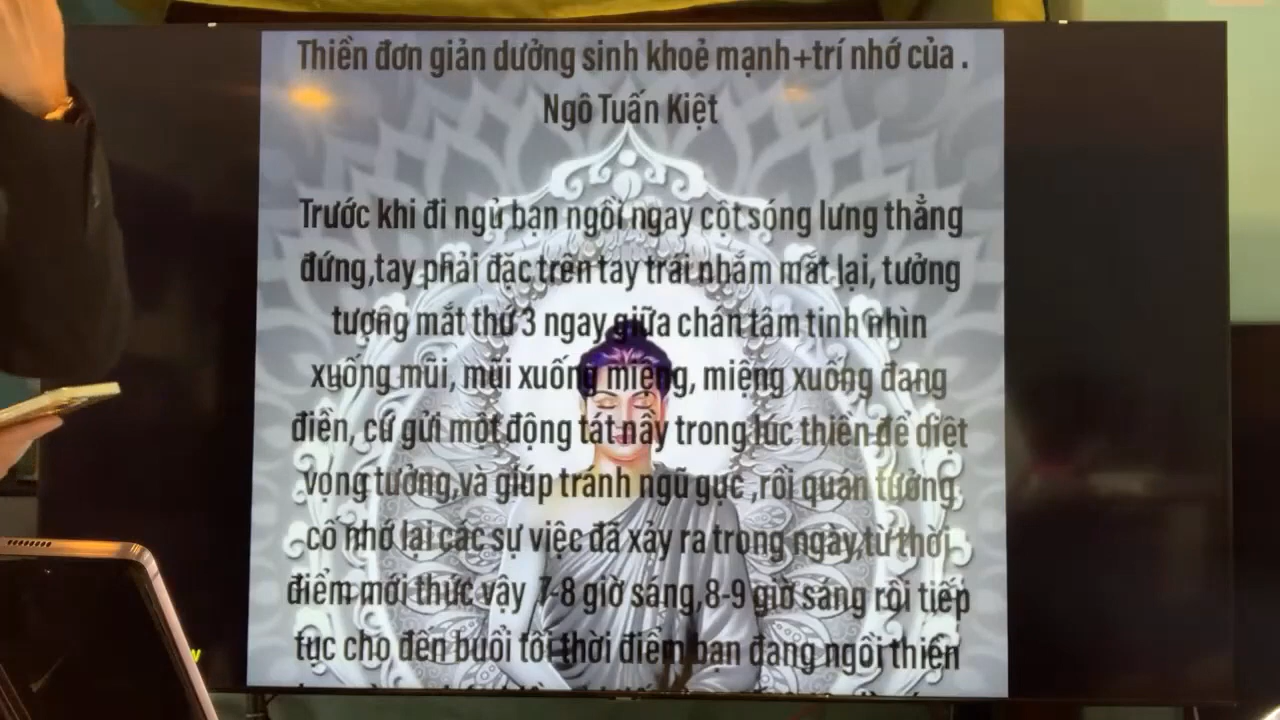 Thiền đơn giản dưởng sinh khoẻ mạnh+trí nhớ của .
Ngô Tuấn Kiệt
Trước khi đi ngủ bạn ngồi ngay cột sóng lưng thẳng
đứng,tay phải đặc trên tay trái nhắm mắt lại, tưởng
tượng mắt thứ 3 ngay giữa chán tâm tinh nhìn
xuống mũi, mũi xuống miệng, miệng xuống đang
điền, cứ gửi một động tát nầy trong lúc thiền để diệt
vọng tưởng,và giúp tránh ngũ gục ,rồi quán tưởng,
cố nhớ lại các sự việc đã xảy ra trong ngày,từ thời
điểm mới thức vậy 7-8 giờ sáng,8-9 giờ sáng rồi tiếp
tục cho đến buổi tối thời điểm bạn đang ngồi thiền